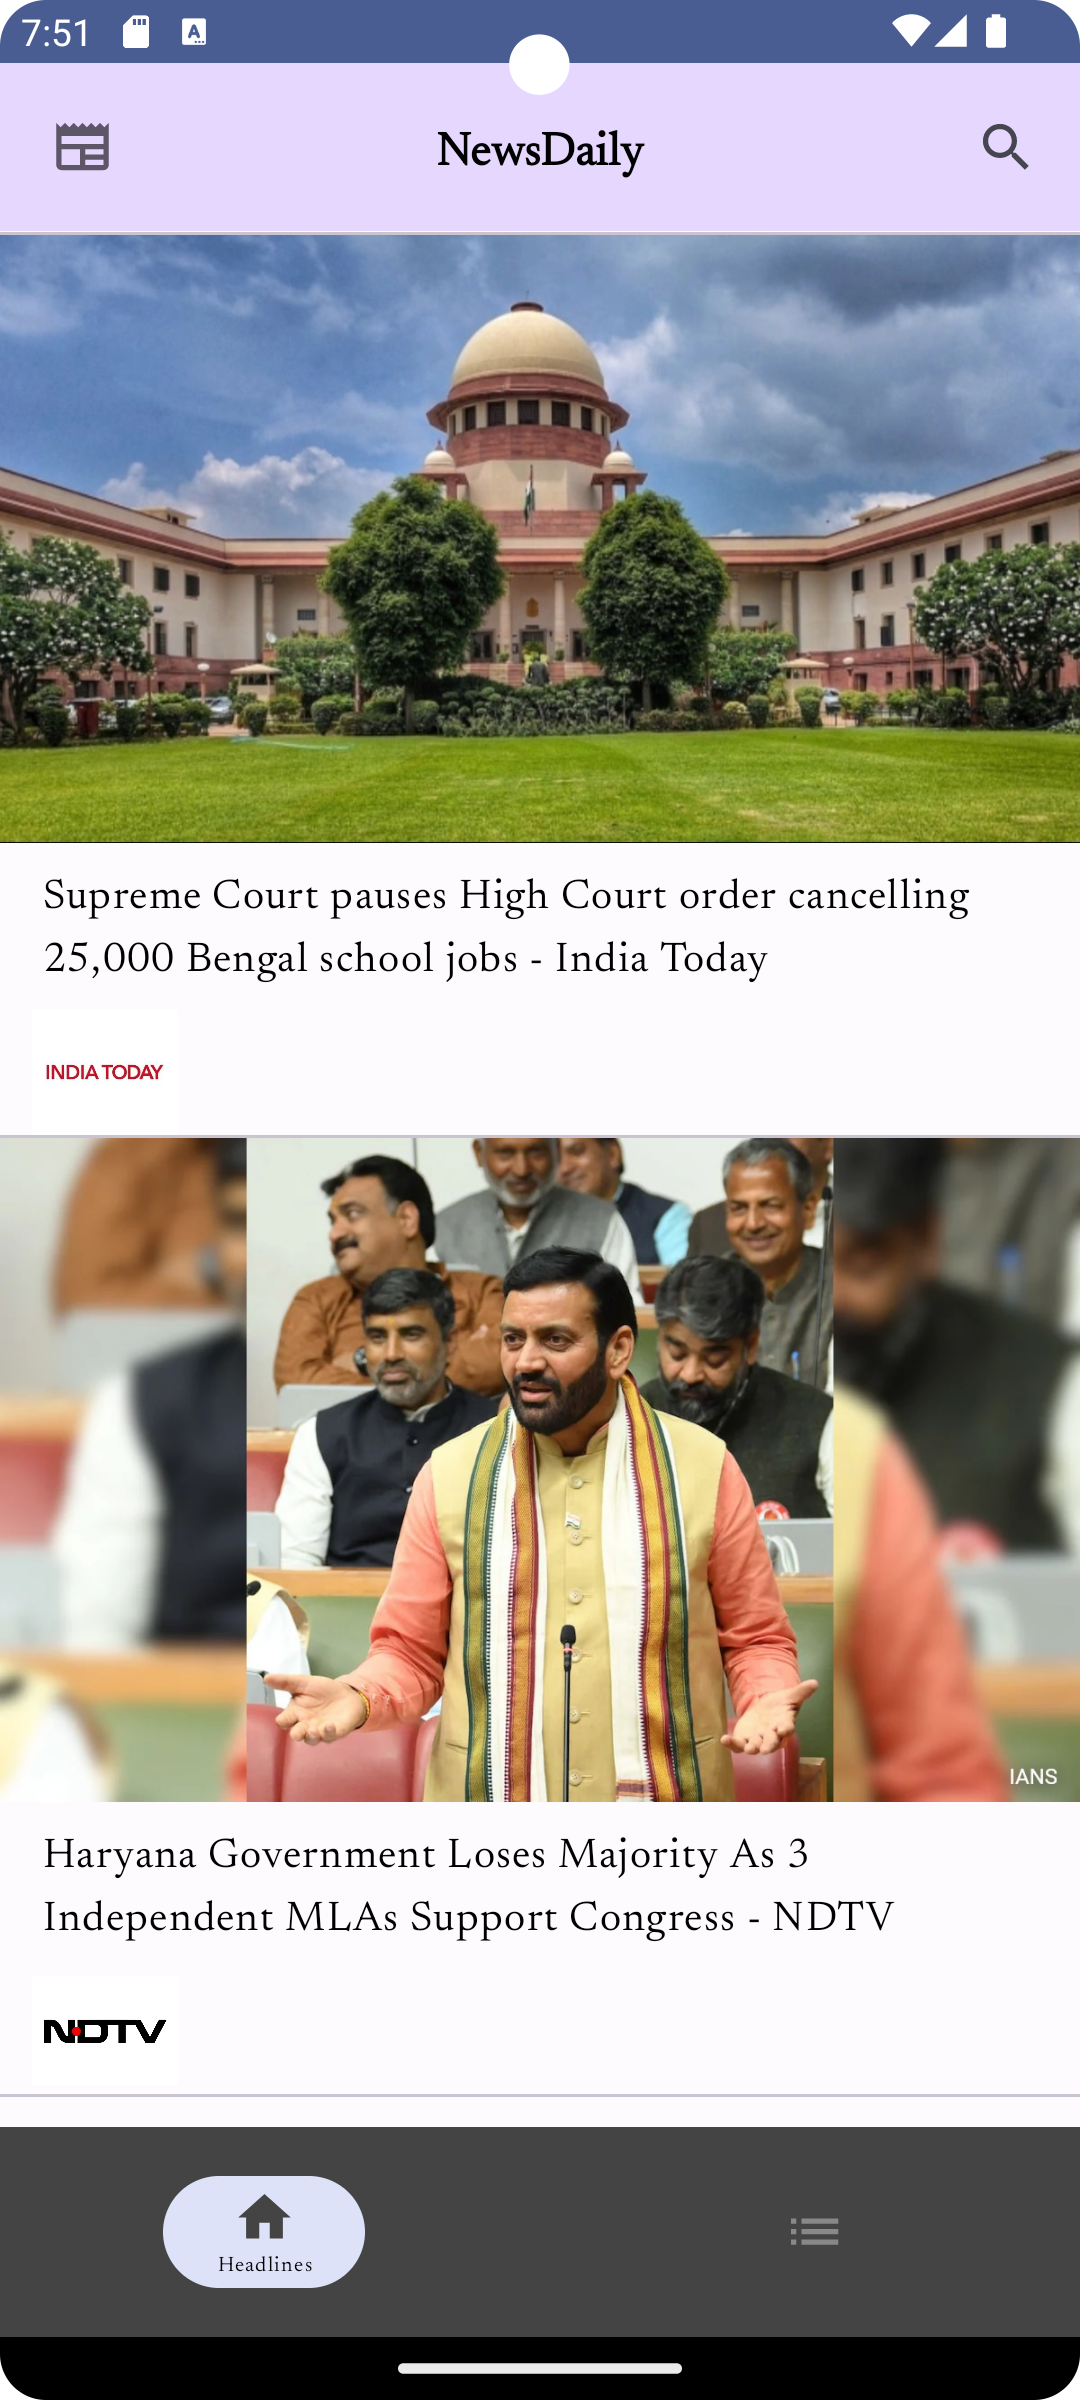 7:51
NewsDaily
Supreme Court pauses High Court order cancelling
25,000 Bengal school jobs - India Today
INDIA TODAY
IANS
Haryana Government Loses Majority As 3
Independent MLAs Support Congress - NDTV
NDTV
Headlines